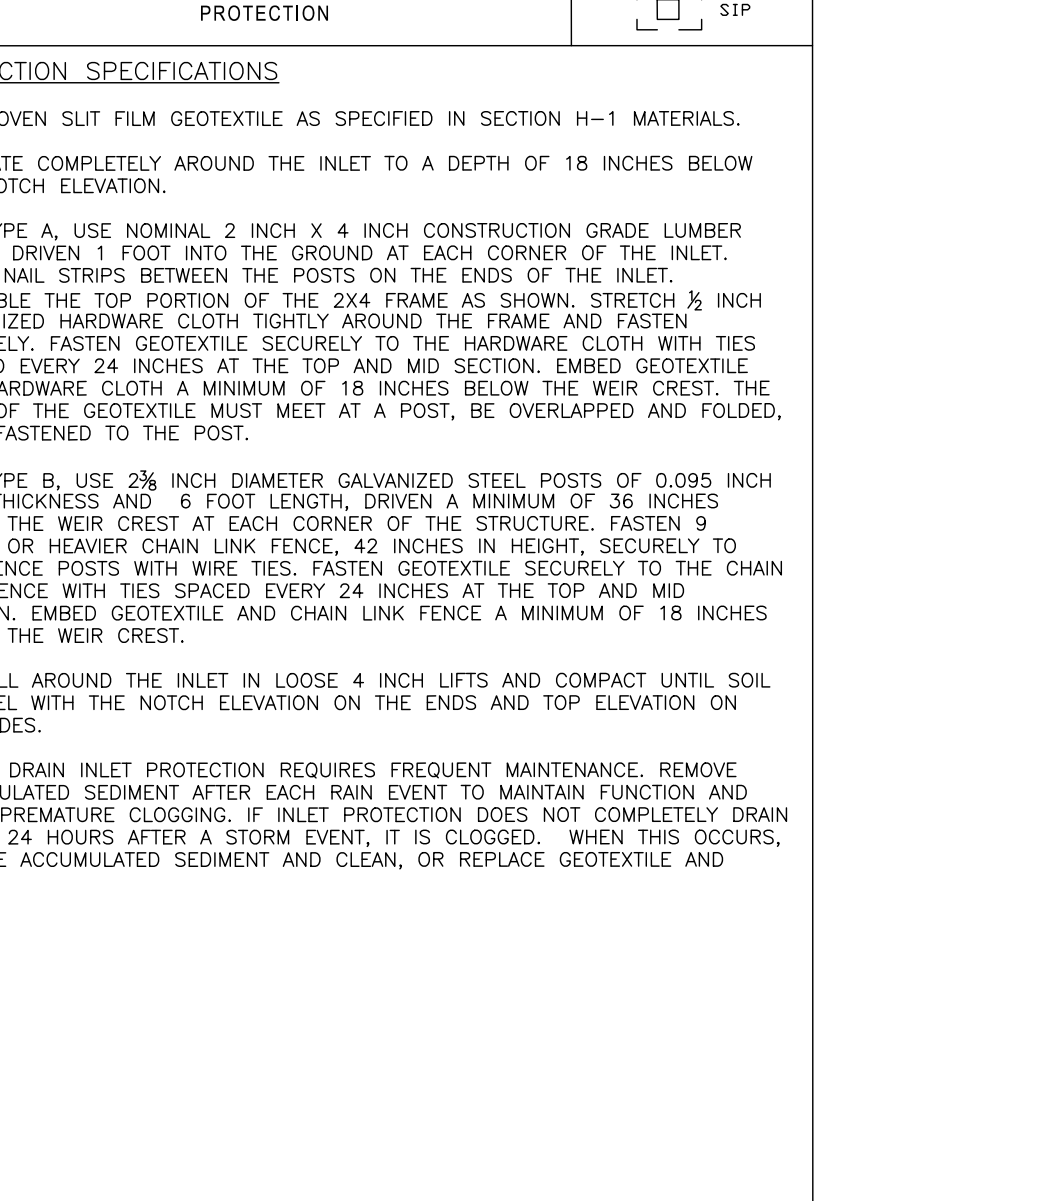 PROTECTION
SIP
CTION SPECIFICATIONS
OVEN SLIT FILM GEOTEXTILE AS SPECIFIED IN SECTION H-1 MATERIALS.
ATE COMPLETELY AROUND THE INLET TO A DEPTH OF 18 INCHES BELOW
OTCH ELEVATION.
YPE A, USE NOMINAL 2 INCH X 4 INCH CONSTRUCTION GRADE LUMBER
DRIVEN 1 FOOT INTO THE GROUND AT EACH CORNER OF THE INLET.
NAIL STRIPS BETWEEN THE POSTS ON THE ENDS OF THE INLET.
BLE THE TOP PORTION OF THE 2X4 FRAME AS SHOWN. STRETCH ½ INCH
IZED HARDWARE CLOTH TIGHTLY AROUND THE FRAME AND FASTEN
ELY. FASTEN GEOTEXTILE SECURELY TO THE HARDWARE CLOTH WITH TIES
D EVERY 24 INCHES AT THE TOP AND MID SECTION. EMBED GEOTEXTILE
ARDWARE CLOTH A MINIMUM OF 18 INCHES BELOW THE WEIR CREST. THE
OF THE GEOTEXTILE MUST MEET AT A POST, BE OVERLAPPED AND FOLDED,
FASTENED TO THE POST.
YPE B, USE 2⅜ INCH DIAMETER GALVANIZED STEEL POSTS OF 0.095 INCH
THICKNESS AND  6 FOOT LENGTH, DRIVEN A MINIMUM OF 36 INCHES
THE WEIR CREST AT EACH CORNER OF THE STRUCTURE. FASTEN 9
OR HEAVIER CHAIN LINK FENCE, 42 INCHES IN HEIGHT, SECURELY TO
ENCE POSTS WITH WIRE TIES. FASTEN GEOTEXTILE SECURELY TO THE CHAIN
ENCE WITH TIES SPACED EVERY 24 INCHES AT THE TOP AND MID
N. EMBED GEOTEXTILE AND CHAIN LINK FENCE A MINIMUM OF 18 INCHES
THE WEIR CREST.
LL AROUND THE INLET IN LOOSE 4 INCH LIFTS AND COMPACT UNTIL SOIL
EL WITH THE NOTCH ELEVATION ON THE ENDS AND TOP ELEVATION ON
DES.
DRAIN INLET PROTECTION REQUIRES FREQUENT MAINTENANCE. REMOVE
ULATED SEDIMENT AFTER EACH RAIN EVENT TO MAINTAIN FUNCTION AND
PREMATURE CLOGGING. IF INLET PROTECTION DOES NOT COMPLETELY DRAIN
24 HOURS AFTER A STORM EVENT, IT IS CLOGGED.  WHEN THIS OCCURS,
E ACCUMULATED SEDIMENT AND CLEAN, OR REPLACE GEOTEXTILE AND